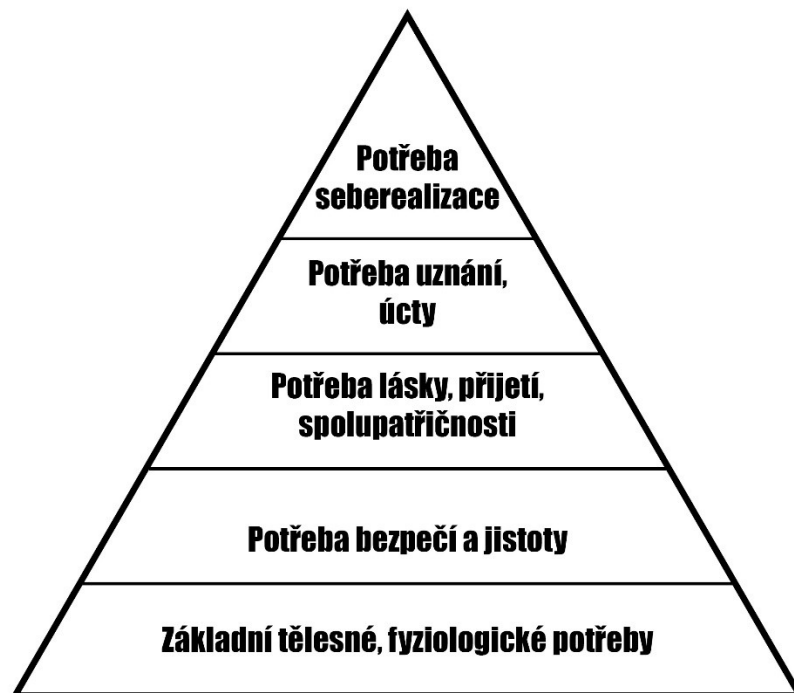 Potřeba
seberealizace
Potřeba uznání,
úcty
Potřeba lásky, přijetí,
spolupatřičnosti
Potřeba bezpečí a jistoty
Základní tělesné, fyziologické potřeby